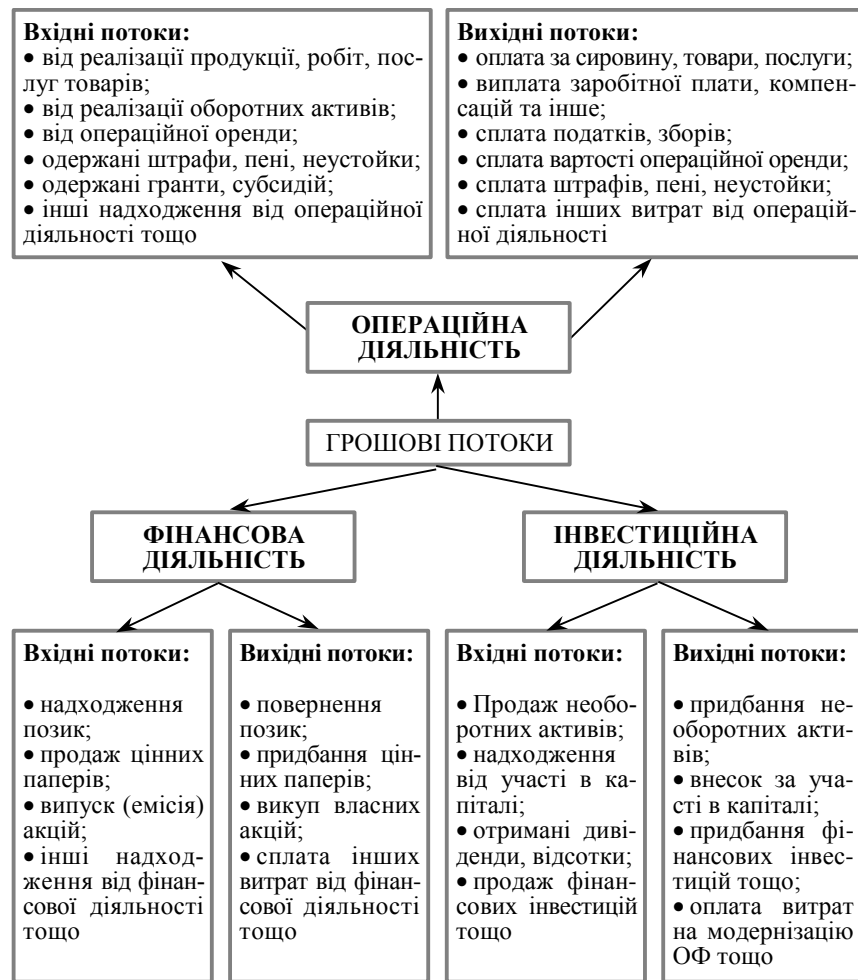 Вхідні потоки:
• від реалізації продукції, робіт, пос-
луг товарів;
• від реалізації оборотних активів;
• від операційної оренди;
• одержані штрафи, пені, неустойки;
• одержані гранти, субсидій;
• інші надходження від операційної
діяльності тощо
Вихідні потоки:
• оплата за сировину, товари, послуги;
• виплата заробітної плати, компен-
сацій та інше;
• сплата податків, зборів;
• сплата вартості операційної оренди;
• сплата штрафів, пені, неустойки;
• сплата інших витрат від операцій-
ної діяльності
ОПЕРАЦІЙНА
ДІЯЛЬНІСТЬ
ГРОШОВІ ПОТОКИ
ФІНАНСОВА
ДІЯЛЬНІСТЬ
ІНВЕСТИЦІЙНА
ДІЯЛЬНІСТЬ
Вхідні потоки:
• надходження
позик;
• продаж цінних
паперів;
• випуск (емісія)
акцій;
• інші надход-
ження від фінан-
сової діяльності
тощо
Вихідні потоки:
• повернення
позик;
• придбання цін-
них паперів;
• викуп власних
акцій;
• сплата інших
витрат від фінан-
сової діяльності
тощо
Вхідні потоки:
• Продаж необо-
ротних активів;
• надходження
від участі в ка-
піталі;
• отримані диві-
денди, відсотки;
• продаж фінан-
сових інвестицій
тощо
Вихідні потоки:
• придбання не-
оборотних акти-
вів;
• внесок за уча-
сті в капіталі;
• придбання фі-
нансових інвес-
тицій тощо;
• оплата витрат
на модернізацію
ОФ тощо